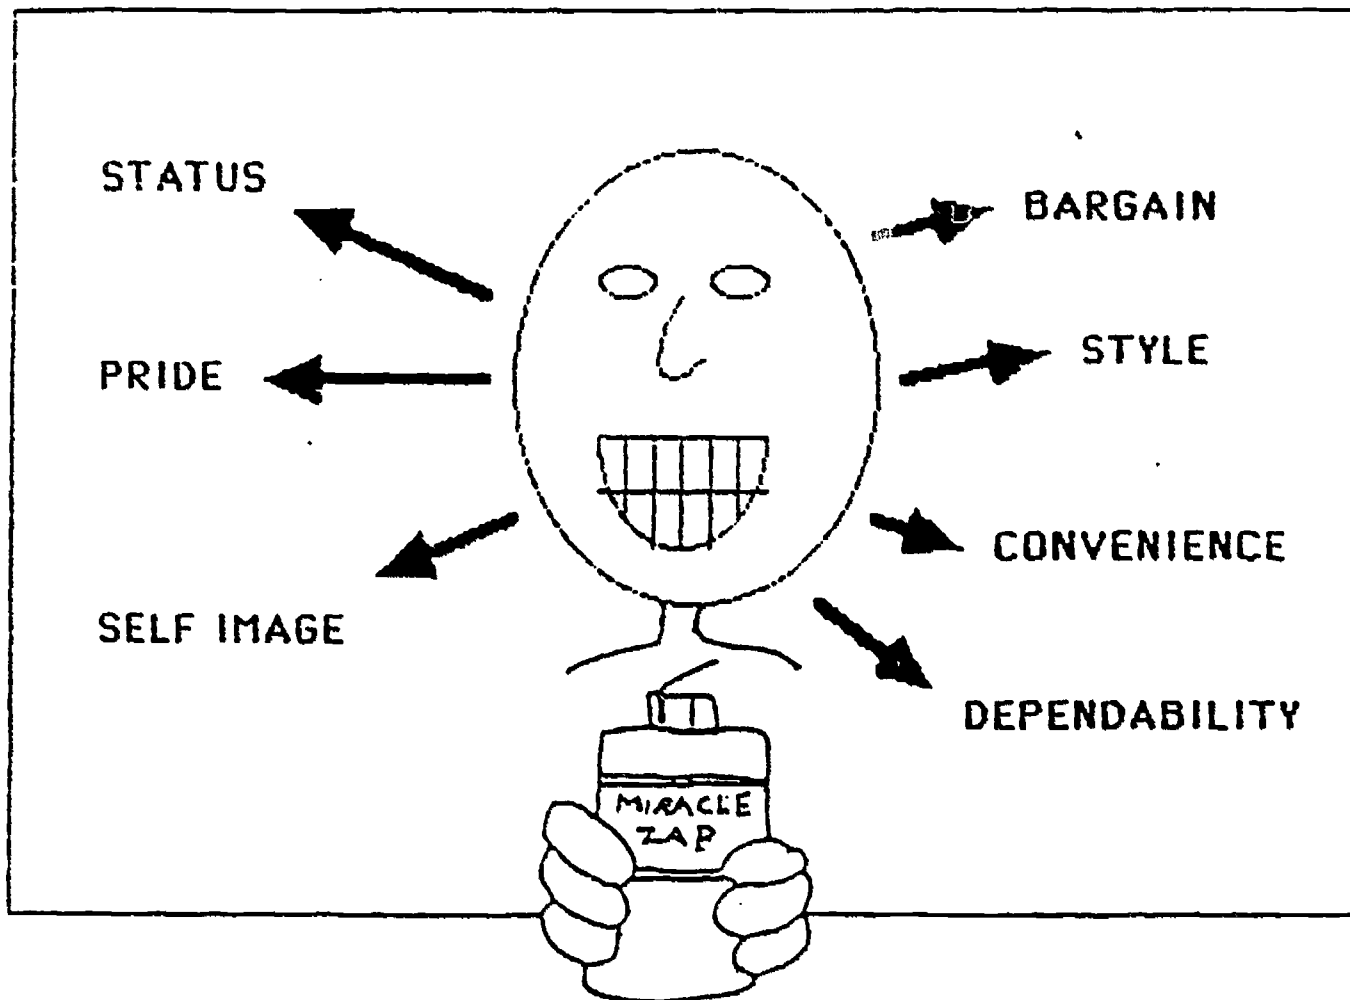 STATUS
BARGAIN
PRIDE
STYLE
SELF IMAGE
CONVENIENCE
DEPENDABILITY
MIRACLE
ZAP